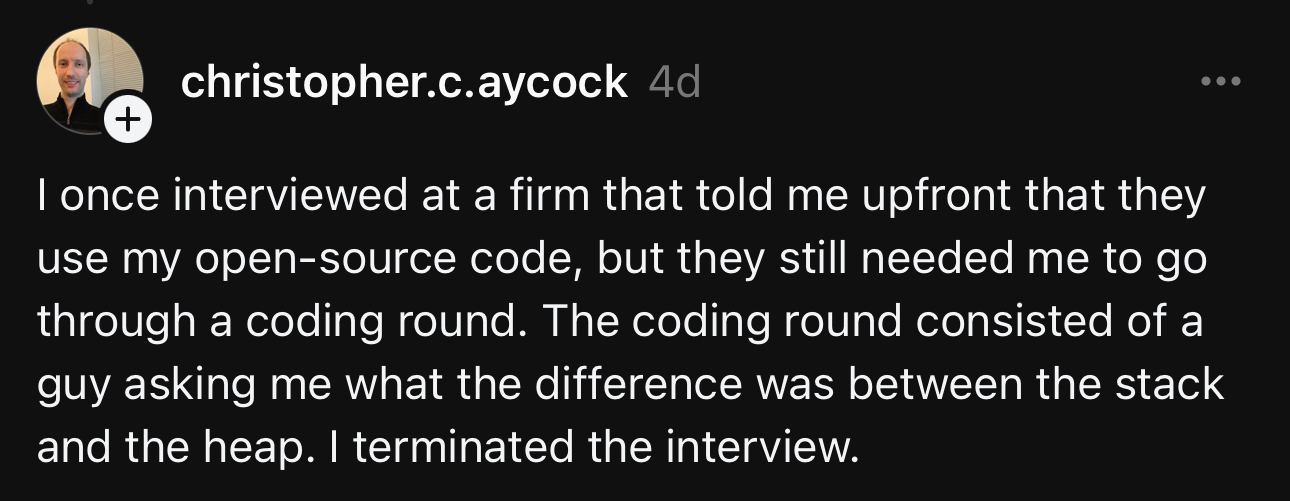 christopher.c.aycock 4d
I once interviewed at a firm that told me upfront that they
use my open-source code, but they still needed me to go
through a coding round. The coding round consisted of a
guy asking me what the difference was between the stack
and the heap. I terminated the interview.